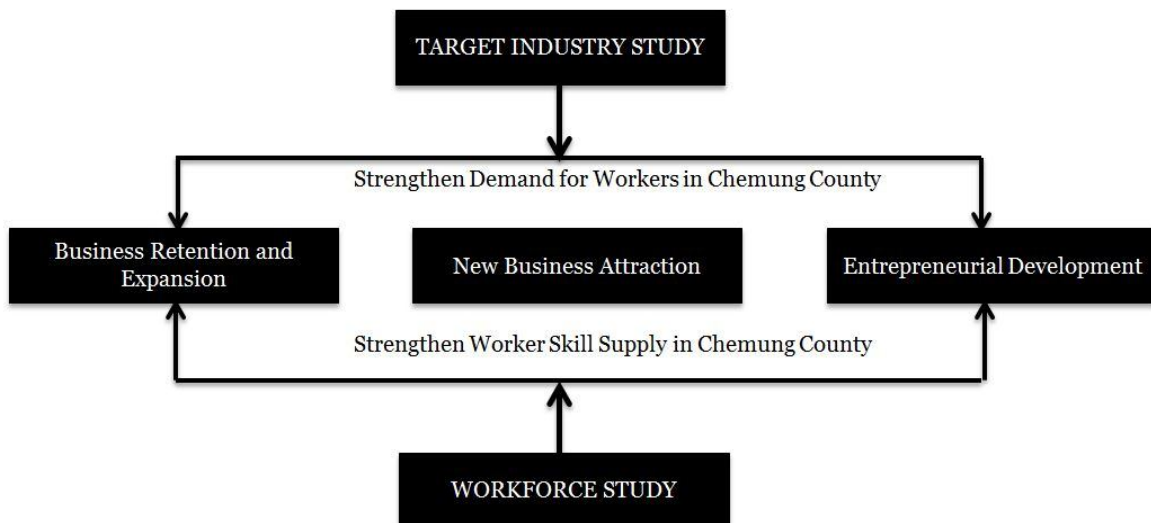 TARGET INDUSTRY STUDY
Strengthen Demand for Workers in Chemung County
Business Retention and
Expansion
New Business Attraction
Entrepreneurial Development
Strengthen Worker Skill Supply in Chemung County
WORKFORCE STUDY